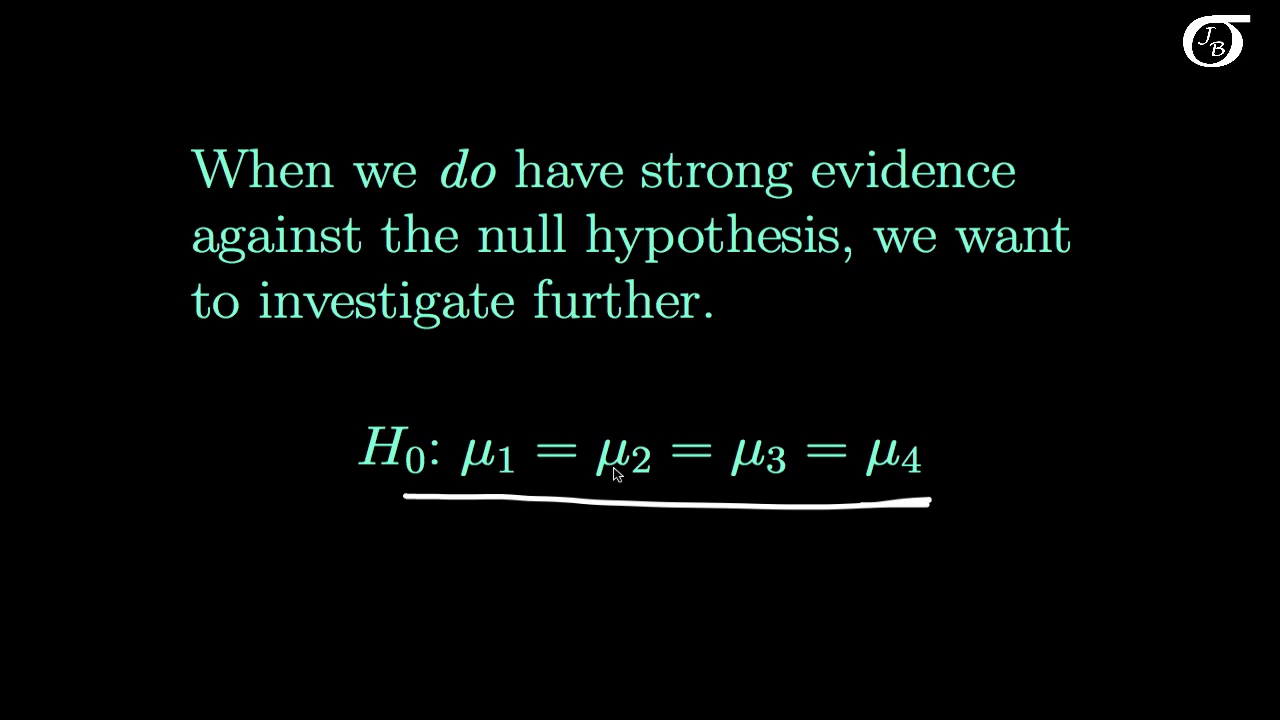 σ JB
When we do have strong evidence
against the null hypothesis, we want
to investigate further.
H₀: μ₁ = μ₂ = μ₃ = μ₄